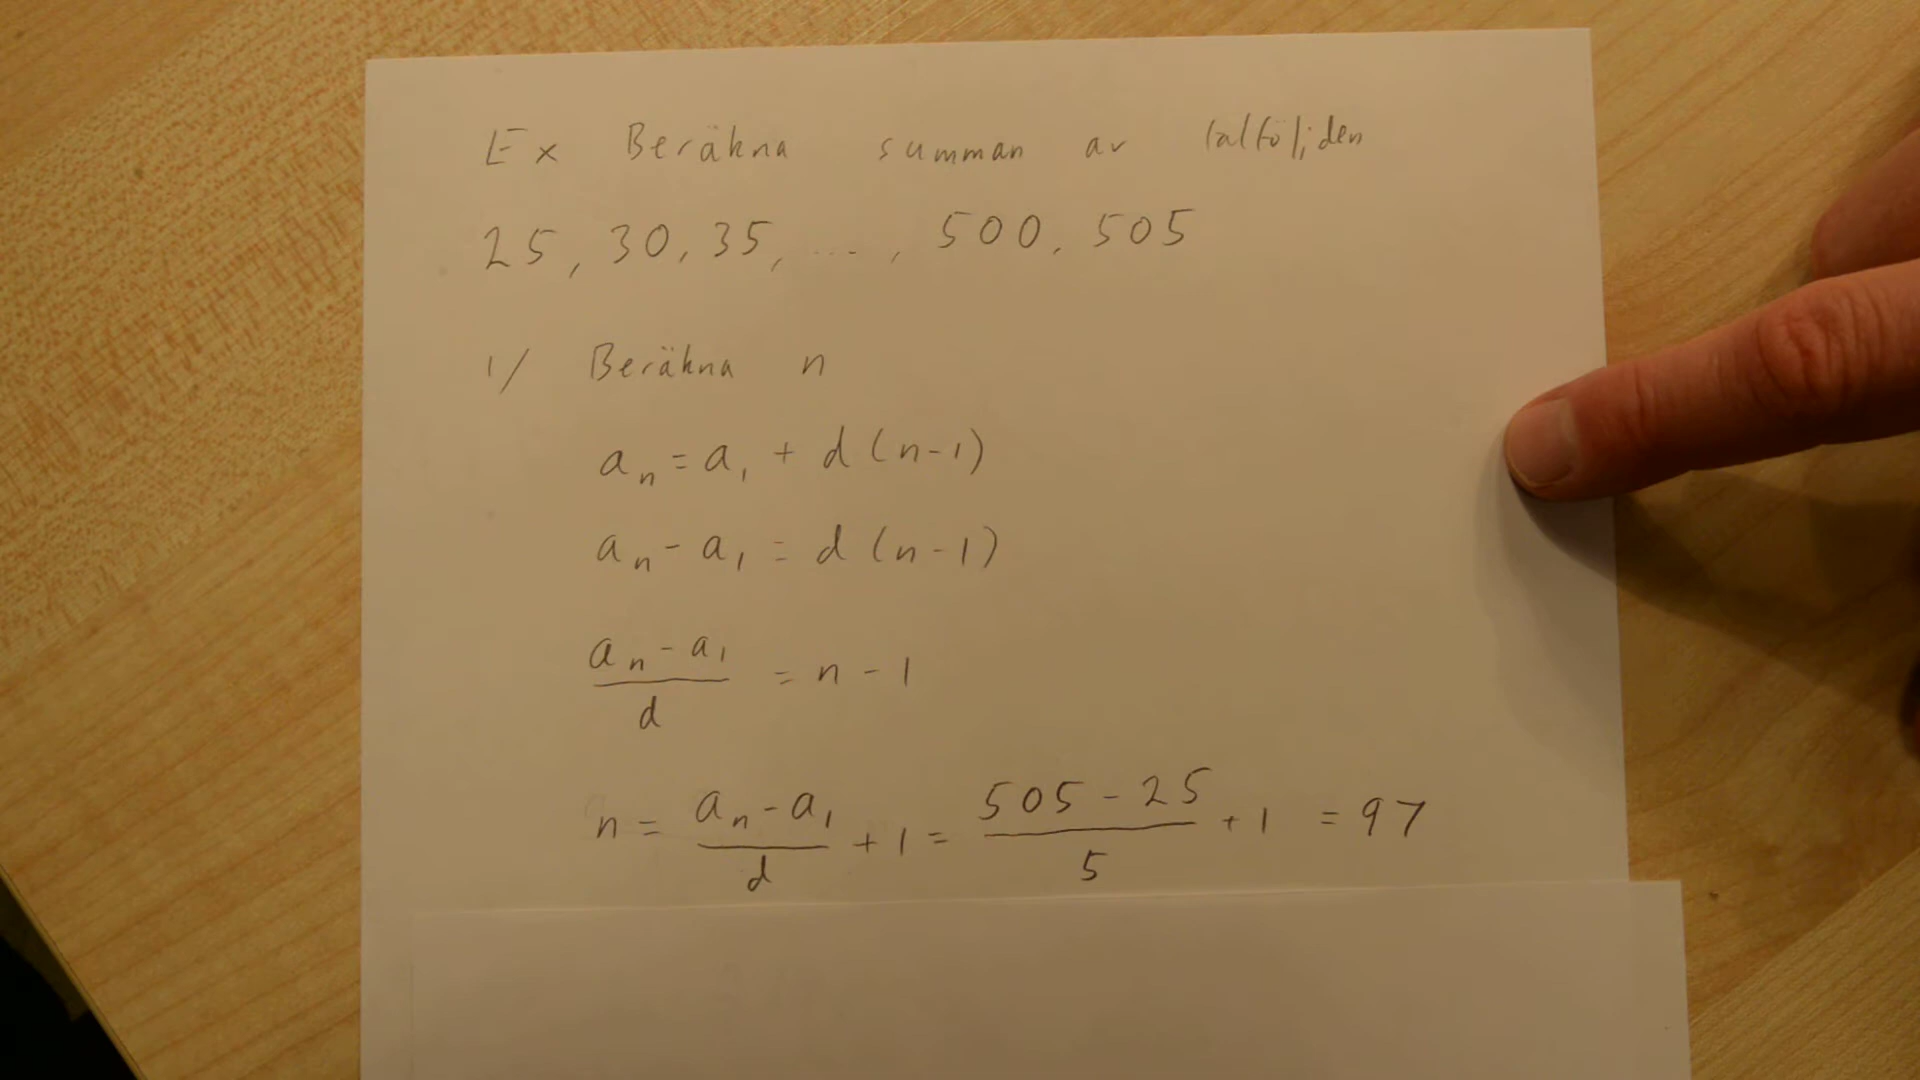 Ex Beräkna summan av talföljden
25, 30, 35, ... , 500, 505
1/ Beräkna n
aₙ = a₁ + d(n-1)
aₙ - a₁ = d(n-1)
(aₙ - a₁)/d = n - 1
n = (aₙ - a₁)/d + 1 = (505 - 25)/5 + 1 = 97